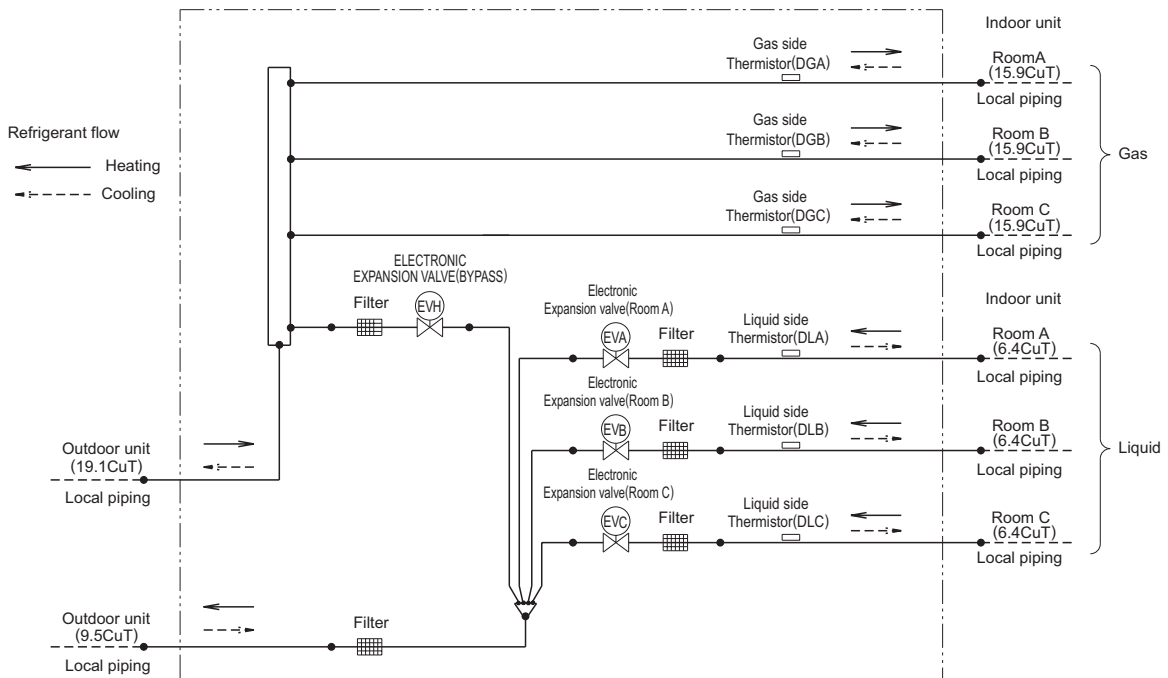 Indoor unit
Gas side
Thermistor(DGA)
RoomA
(15.9CuT)
Local piping
Refrigerant flow
Heating
Cooling
Gas side
Thermistor(DGB)
Room B
(15.9CuT)
Local piping
Gas
Gas side
Thermistor(DGC)
Room C
(15.9CuT)
Local piping
ELECTRONIC
EXPANSION VALVE(BYPASS)
Filter
EVH
Indoor unit
Electronic
Expansion valve(Room A)
EVA
Filter
Liquid side
Thermistor(DLA)
Room A
(6.4CuT)
Local piping
Electronic
Expansion valve(Room B)
EVB
Filter
Liquid side
Thermistor(DLB)
Room B
(6.4CuT)
Local piping
Liquid
Outdoor unit
(19.1CuT)
Local piping
Electronic
Expansion valve(Room C)
EVC
Filter
Liquid side
Thermistor(DLC)
Room C
(6.4CuT)
Local piping
Outdoor unit
(9.5CuT)
Local piping
Filter